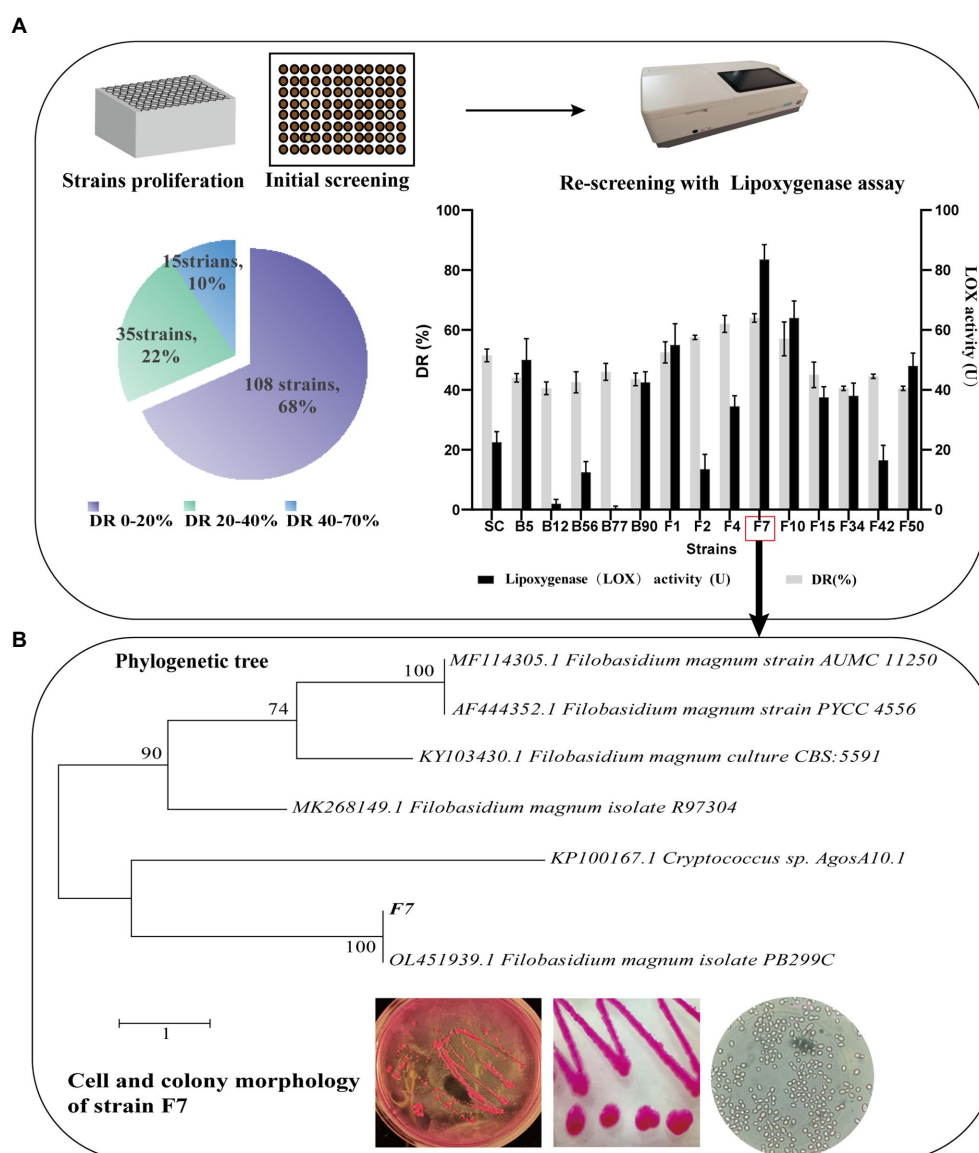 A
Strains proliferation
Initial screening
Re-screening with Lipoxygenase assay
15strians,
10%
35strains,
22%
108 strains,
68%
DR 0-20%
DR 20-40%
DR 40-70%
100
80
60
40
20
0
DR (%)
100
80
60
40
20
0
LOX activity (U)
SC B5 B12 B56 B77 B90 F1 F2 F4 F7 F10 F15 F34 F42 F50
Strains
Lipoxygenase（LOX）activity (U)
DR(%)
B
Phylogenetic tree
100
MF114305.1 Filobasidium magnum strain AUMC 11250
AF444352.1 Filobasidium magnum strain PYCC 4556
74
KY103430.1 Filobasidium magnum culture CBS:5591
90
MK268149.1 Filobasidium magnum isolate R97304
KP100167.1 Cryptococcus sp. AgosA10.1
F7
100
OL451939.1 Filobasidium magnum isolate PB299C
1
Cell and colony morphology
of strain F7